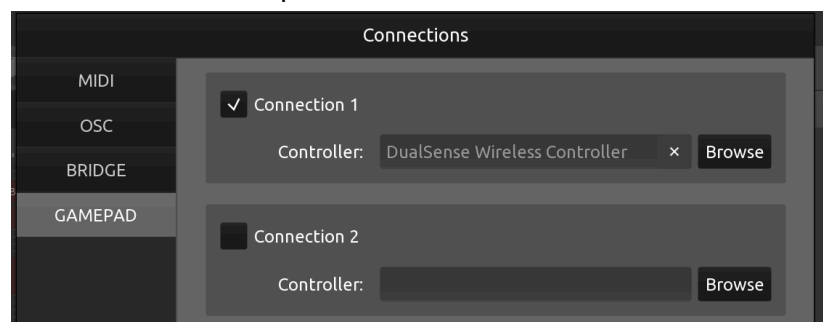 Connections
MIDI
OSC
BRIDGE
GAMEPAD
Connection 1
Controller: DualSense Wireless Controller × Browse
Connection 2
Controller: Browse